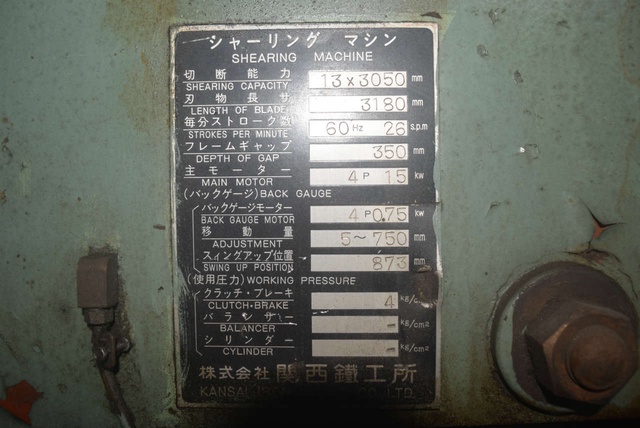 シャーリング マシン
SHEARING MACHINE
切断能力 13 x 3050 mm
SHEARING CAPACITY
刃物長サ 3180 mm
LENGTH OF BLADE
毎分ストローク数 60 Hz 26 s.p.m
STROKES PER MINUTE
フレームギャップ 350 mm
DEPTH OF GAP
主モーター 4 P 15 kw
MAIN MOTOR
(バックゲージ) BACK GAUGE
バックゲージモーター 4 P 0.75 kw
BACK GAUGE MOTOR
移動量 5~750 mm
ADJUSTMENT
スィングアップ位置 873 mm
SWING UP POSITION
(使用圧力) WORKING PRESSURE
クラッチ・ブレーキ 4 kg/cm
CLUTCH・BRAKE
バランサー - kg/cm2
BALANCER
シリンダー - kg/cm2
CYLINDER
株式会社 関西鐵工所
KANSAI CO., LTD.